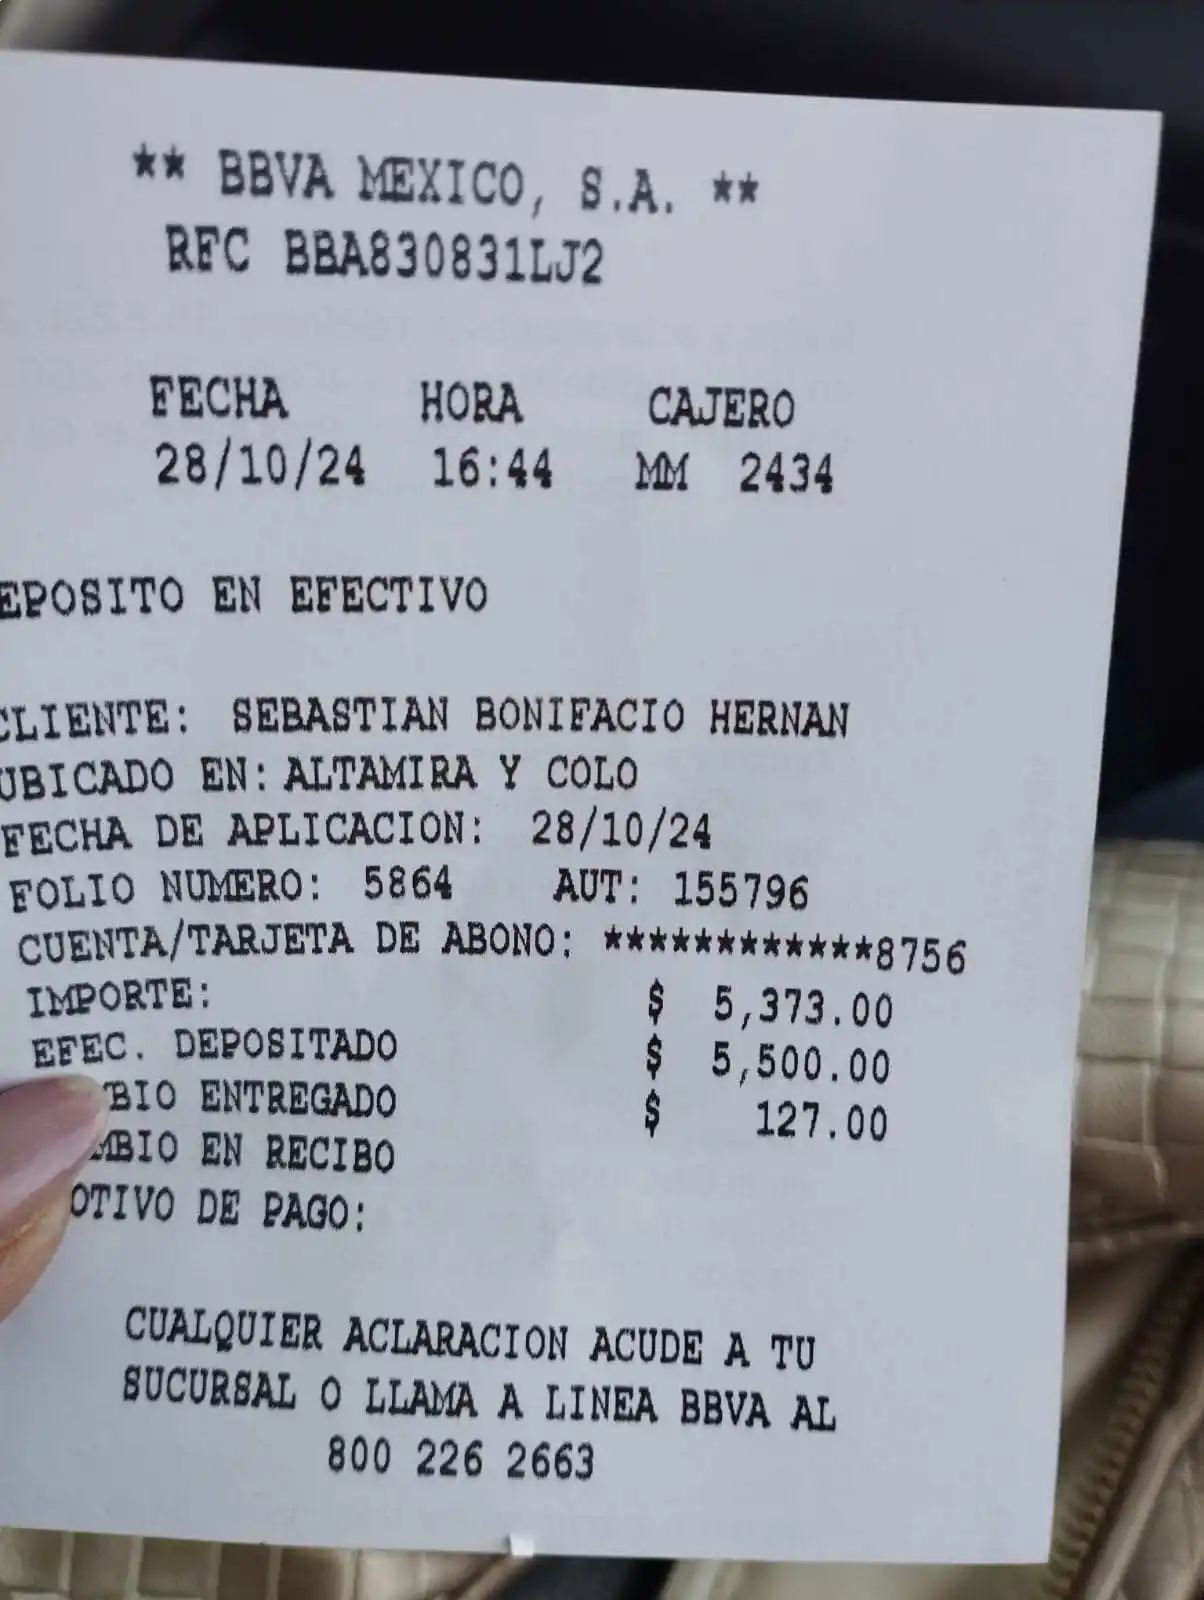 ** BBVA MEXICO, S.A. **
RFC BBA830831LJ2
FECHA HORA CAJERO
28/10/24 16:44 MM 2434
EPOSITO EN EFECTIVO
CLIENTE: SEBASTIAN BONIFACIO HERNAN
UBICADO EN: ALTAMIRA Y COLO
FECHA DE APLICACION: 28/10/24
FOLIO NUMERO: 5864 AUT: 155796
CUENTA/TARJETA DE ABONO: ************8756
IMPORTE: $ 5,373.00
EFEC. DEPOSITADO $ 5,500.00
BIO ENTREGADO $ 127.00
MBIO EN RECIBO
OTIVO DE PAGO:
CUALQUIER ACLARACION ACUDE A TU
SUCURSAL O LLAMA A LINEA BBVA AL
800 226 2663